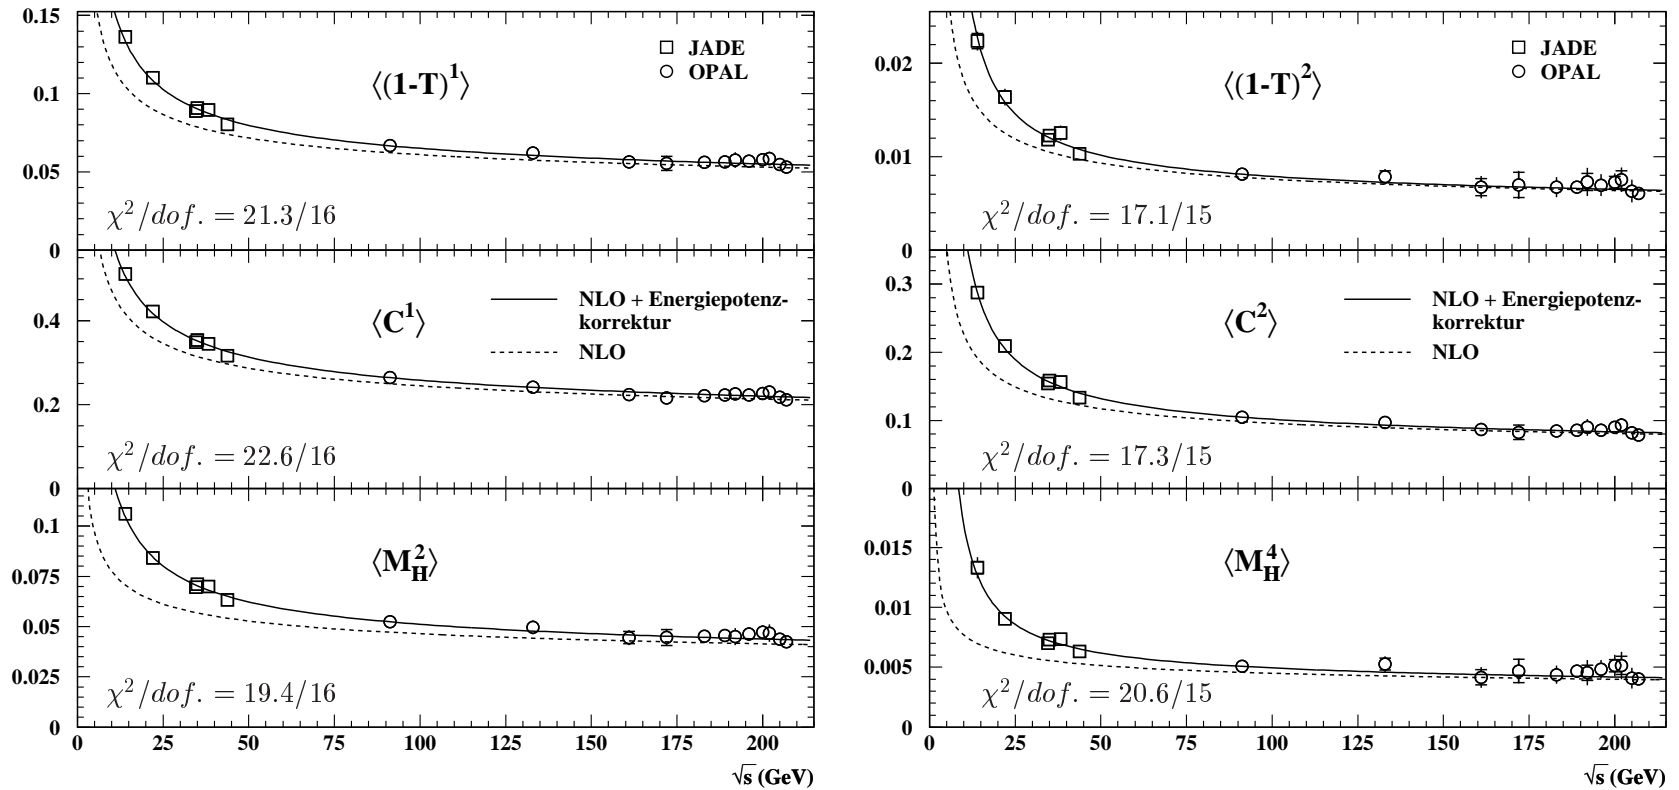 0.15
0.1
0.05
0
⟨(1-T)¹⟩
JADE
OPAL
χ²/dof. = 21.3/16
0.4
0.2
0
⟨C¹⟩
NLO + Energiepotenz-
korrektur
NLO
χ²/dof. = 22.6/16
0.1
0.075
0.05
0.025
0
⟨M²_H⟩
χ²/dof. = 19.4/16
0 25 50 75 100 125 150 175 200
√s (GeV)
0.02
0.01
0
⟨(1-T)²⟩
JADE
OPAL
χ²/dof. = 17.1/15
0.3
0.2
0.1
0
⟨C²⟩
NLO + Energiepotenz-
korrektur
NLO
χ²/dof. = 17.3/15
0.015
0.01
0.005
0
⟨M⁴_H⟩
χ²/dof. = 20.6/15
0 25 50 75 100 125 150 175 200
√s (GeV)